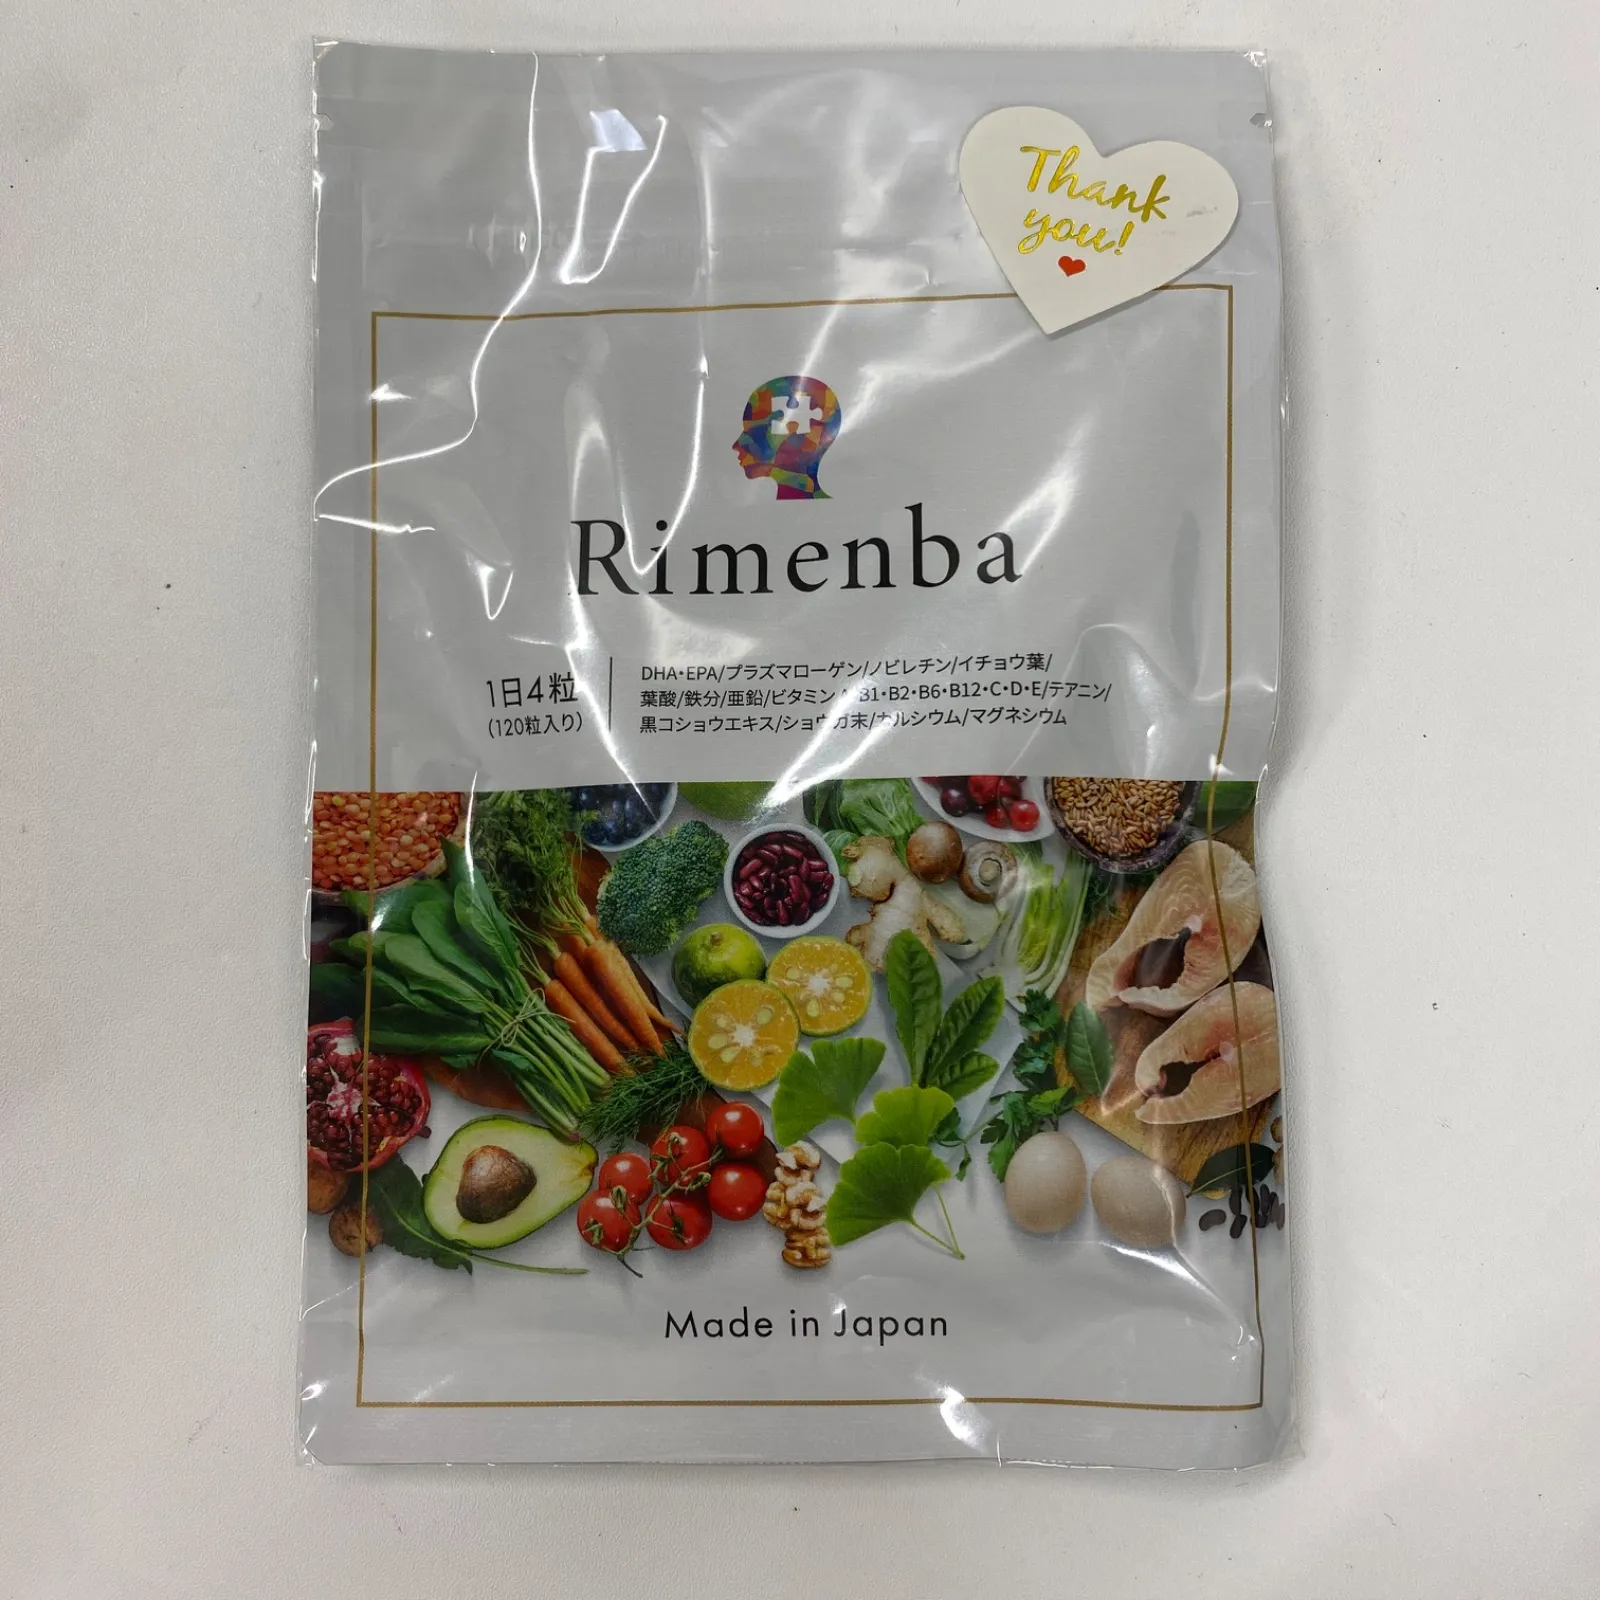 Thank
you!
Rimenba
1日4粒
(120粒入り)
DHA・EPA/プラズマローゲン/ノビレチン/イチョウ葉/
葉酸/鉄分/亜鉛/ビタミンA・B1・B2・B6・B12・C・D・E/テアニン/
黒コショウエキス/ショウガ末/カルシウム/マグネシウム
Made in Japan